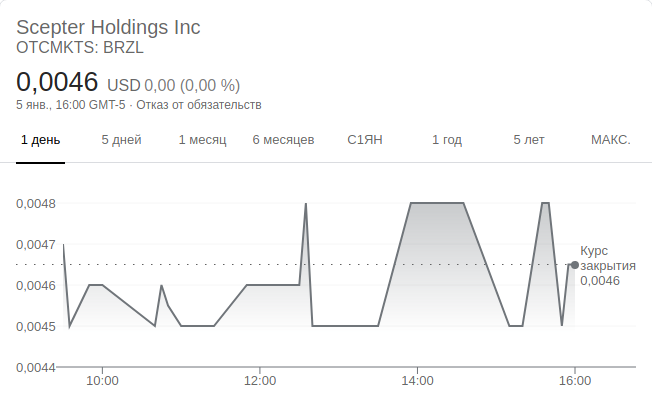 Scepter Holdings Inc
OTCMKTS: BRZL
0,0046 USD 0,00 (0,00 %)
5 янв., 16:00 GMT-5 · Отказ от обязательств
1 день 5 дней 1 месяц 6 месяцев С1ЯН 1 год 5 лет МАКС.
0,0048
0,0047
Курс
закрытия
0,0046
0,0046
0,0045
0,0044
10:00 12:00 14:00 16:00